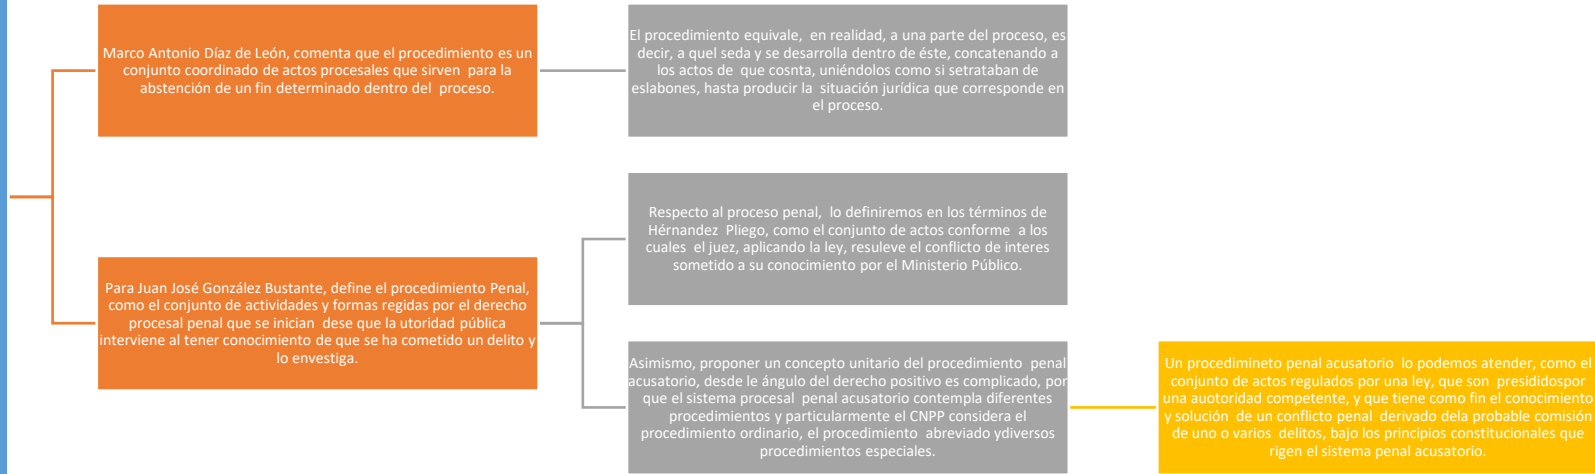 Marco Antonio Díaz de León, comenta que el procedimiento es un
conjunto coordinado de actos procesales que sirven para la
abstención de un fin determinado dentro del proceso.
El procedimiento equivale, en realidad, a una parte del proceso, es
decir, a quel seda y se desarrolla dentro de éste, concatenando a
los actos de que cosnta, uniéndolos como si setrataban de
eslabones, hasta producir la situación jurídica que corresponde en
el proceso.
Para Juan José González Bustante, define el procedimiento Penal,
como el conjunto de actividades y formas regidas por el derecho
procesal penal que se inician dese que la utoridad pública
interviene al tener conocimiento de que se ha cometido un delito y
lo envestiga.
Respecto al proceso penal, lo definiremos en los términos de
Hérnandez Pliego, como el conjunto de actos conforme a los
cuales el juez, aplicando la ley, resuleve el conflicto de interes
sometido a su conocimiento por el Ministerio Público.
Asimismo, proponer un concepto unitario del procedimiento penal
acusatorio, desde le ángulo del derecho positivo es complicado, por
que el sistema procesal penal acusatorio contempla diferentes
procedimientos y particularmente el CNPP considera el
procedimiento ordinario, el procedimiento abreviado ydiversos
procedimientos especiales.
Un procedimineto penal acusatorio lo podemos atender, como el
conjunto de actos regulados por una ley, que son presididospor
una auotoridad competente, y que tiene como fin el conocimiento
y solución de un conflicto penal derivado dela probable comisión
de uno o varios delitos, bajo los principios constitucionales que
rigen el sistema penal acusatorio.